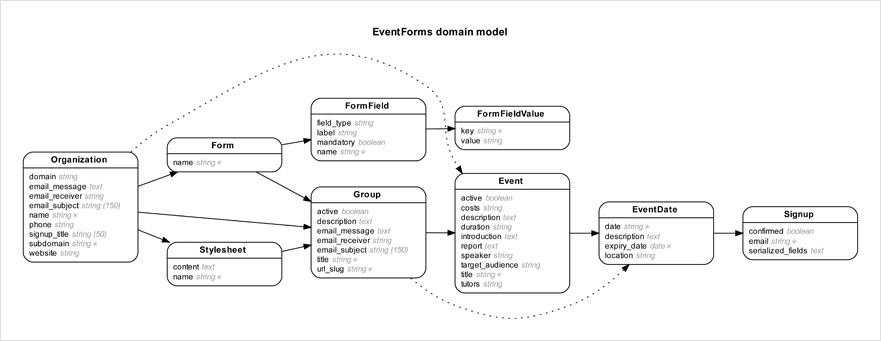 EventForms domain model
Organization
domain string
email_message text
email_receiver string
email_subject string (150)
name string ∗
phone string
signup_title string (50)
subdomain string ∗
website string
Form
name string ∗
Stylesheet
content text
name string ∗
FormField
field_type string
label string
mandatory boolean
name string ∗
Group
active boolean
description text
email_message text
email_receiver string
email_subject string (150)
title string ∗
url_slug string ∗
FormFieldValue
key string ∗
value string
Event
active boolean
costs string
description text
duration string
introduction text
report text
speaker string
target_audience string
title string ∗
tutors string
EventDate
date string ∗
description text
expiry_date date ∗
location string
Signup
confirmed boolean
email string ∗
serialized_fields text